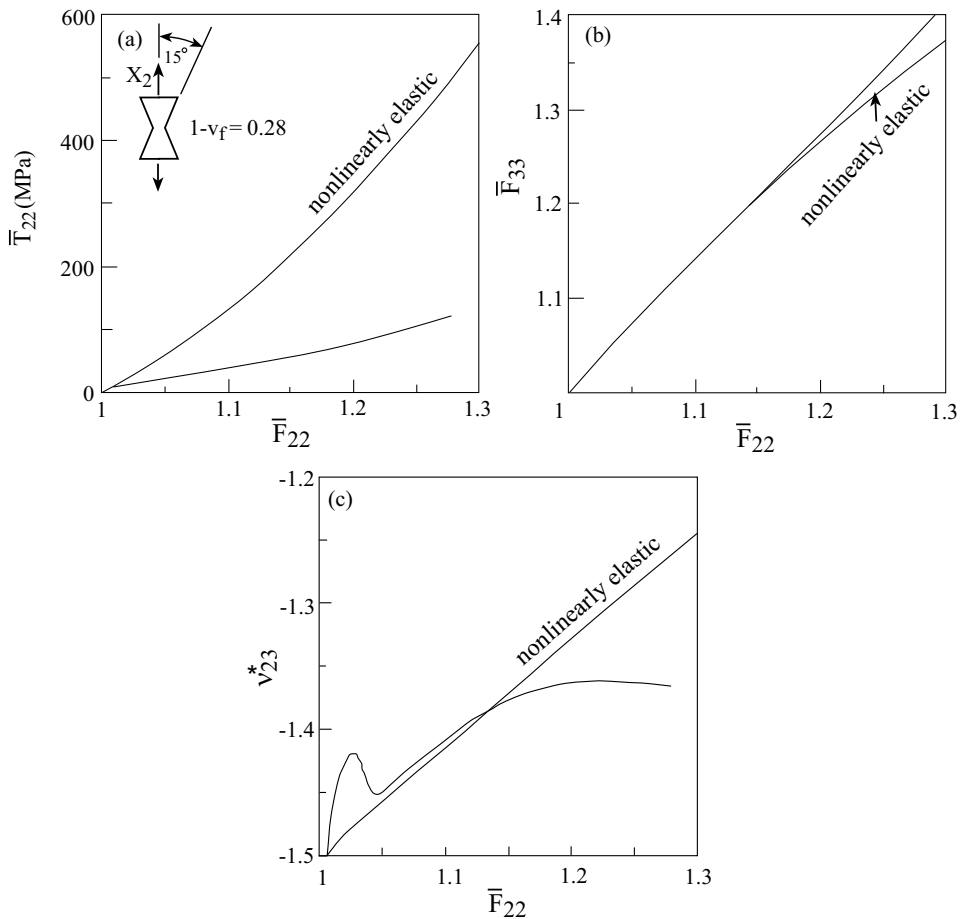 (a)
600
15°
X2
1-vf = 0.28
nonlinearly elastic
400
T̅22(MPa)
200
0
1
1.1
1.2
1.3
F̅22
(b)
1.4
1.3
F̅33
1.2
1.1
nonlinearly elastic
1
1.1
1.2
1.3
F̅22
(c)
-1.2
-1.3
nonlinearly elastic
ν*23
-1.4
-1.5
1
1.1
1.2
1.3
F̅22